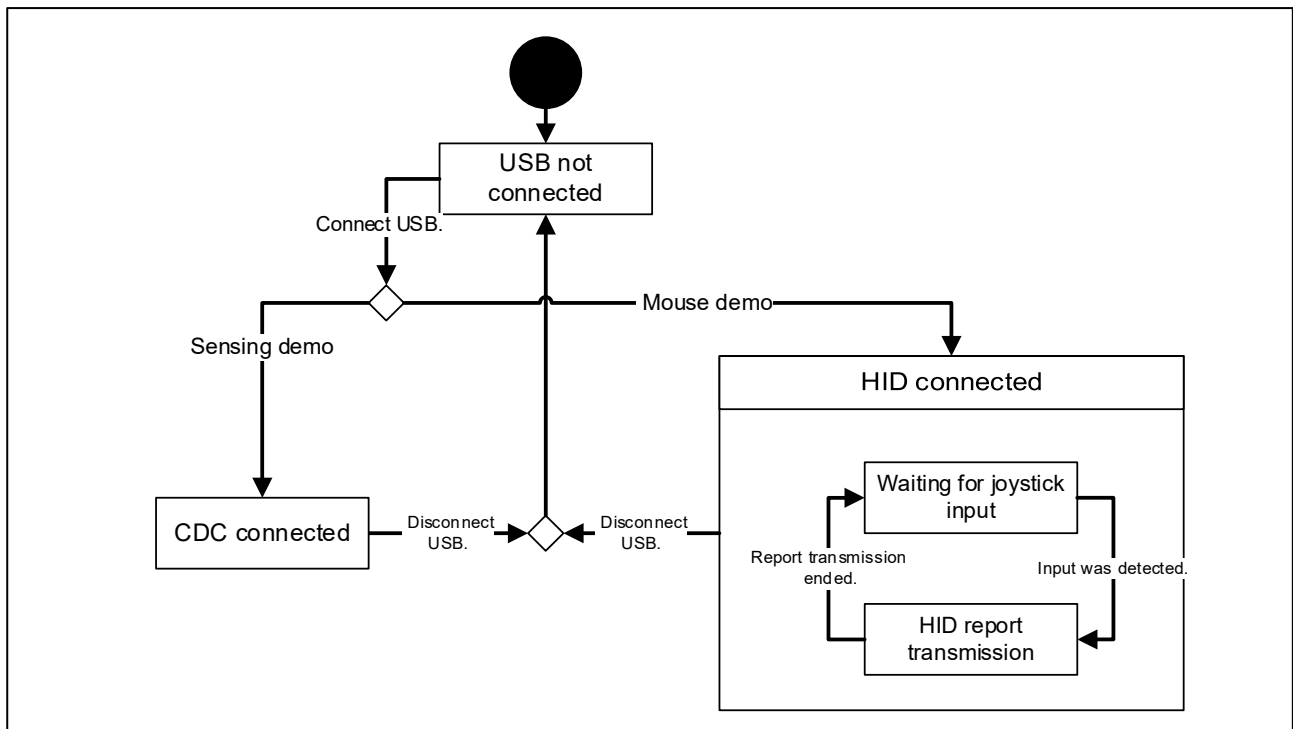 USB not
connected
Connect USB.
Mouse demo
Sensing demo
HID connected
Waiting for joystick
input
CDC connected
Disconnect
USB.
Disconnect
USB.
Report transmission
ended.
Input was detected.
HID report
transmission